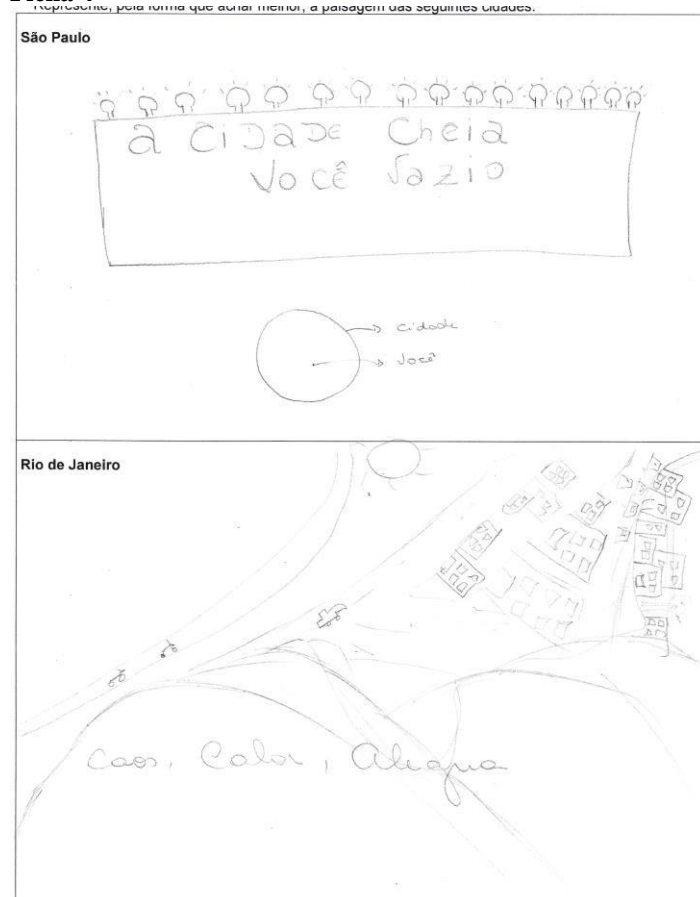 Represente, pela forma que achar melhor, a paisagem das seguintes cidades:
São Paulo
a CiDaDe Cheia
Você Vazio
cidade
você
Rio de Janeiro
Caos, Calor,